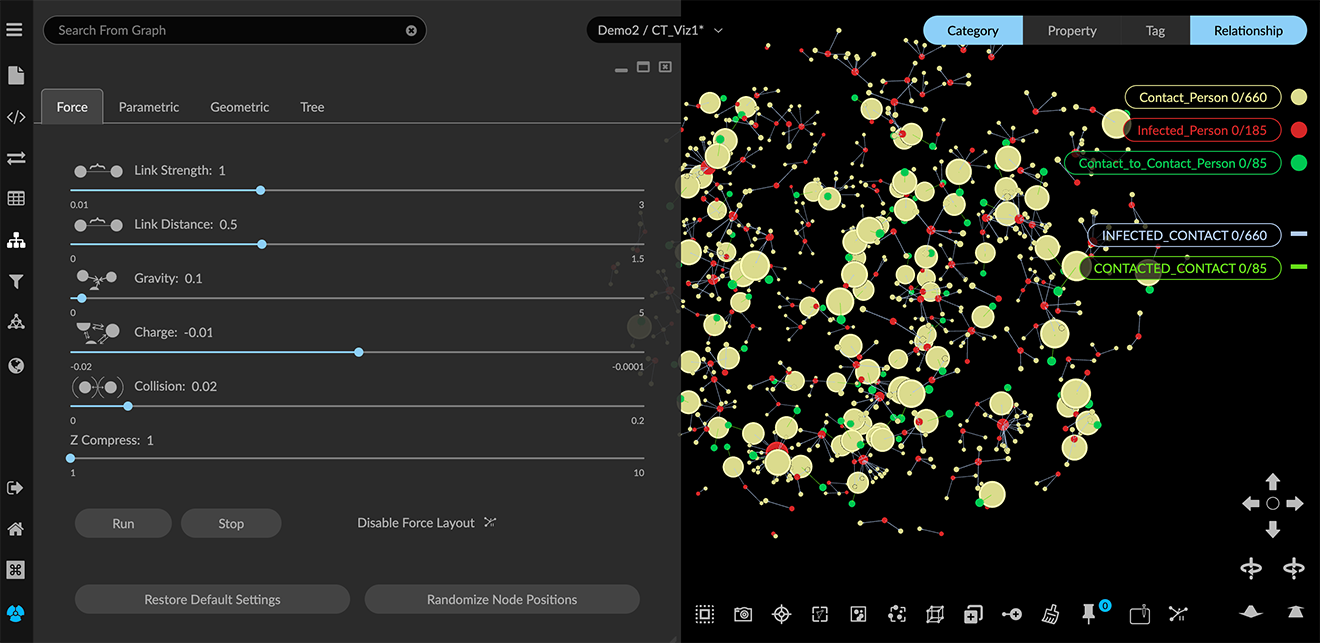 Search From Graph
Demo2 / CT_Viz1*
Category Property Tag Relationship
Force Parametric Geometric Tree
Link Strength: 1
0.01 3
Link Distance: 0.5
0 1.5
Gravity: 0.1
0 5
Charge: -0.01
-0.02 -0.0001
Collision: 0.02
0 0.2
Z Compress: 1
1 10
Run Stop Disable Force Layout
Restore Default Settings Randomize Node Positions
Contact_Person 0/660
Infected_Person 0/185
Contact_to_Contact_Person 0/85
INFECTED_CONTACT 0/660
CONTACTED_CONTACT 0/85
0